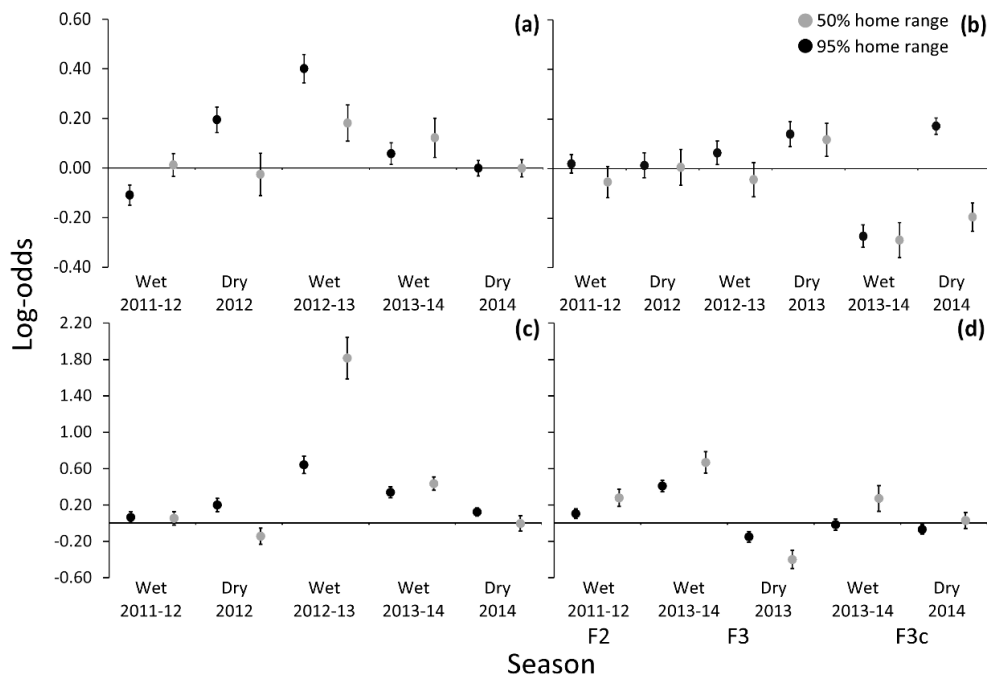 0.60
0.40
0.20
0.00
-0.20
-0.40
(a)
Wet
2011-12
Dry
2012
Wet
2012-13
Wet
2013-14
Dry
2014
(b)
50% home range
95% home range
Wet
2011-12
Dry
2012
Wet
2012-13
Dry
2013
Wet
2013-14
Dry
2014
Log-odds
2.20
1.80
1.40
1.00
0.60
0.20
-0.20
-0.60
(c)
Wet
2011-12
Dry
2012
Wet
2012-13
Wet
2013-14
Dry
2014
(d)
Wet
2011-12
Wet
2013-14
Dry
2013
Wet
2013-14
Dry
2014
F2
F3
F3c
Season